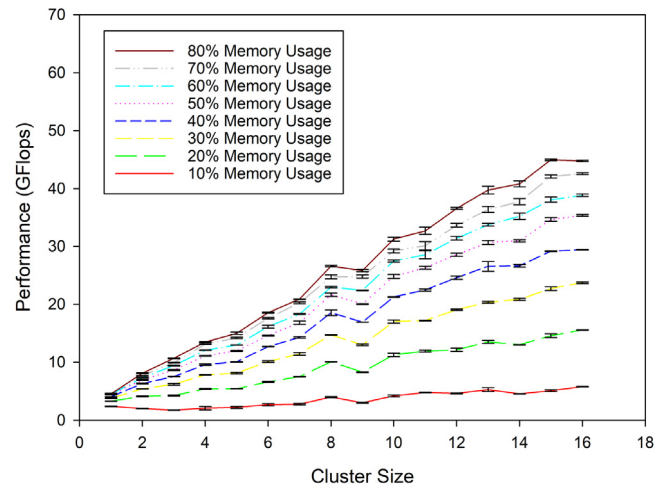 70
60
50
40
30
20
10
0
Performance (GFlops)
80% Memory Usage
70% Memory Usage
60% Memory Usage
50% Memory Usage
40% Memory Usage
30% Memory Usage
20% Memory Usage
10% Memory Usage
0 2 4 6 8 10 12 14 16 18
Cluster Size